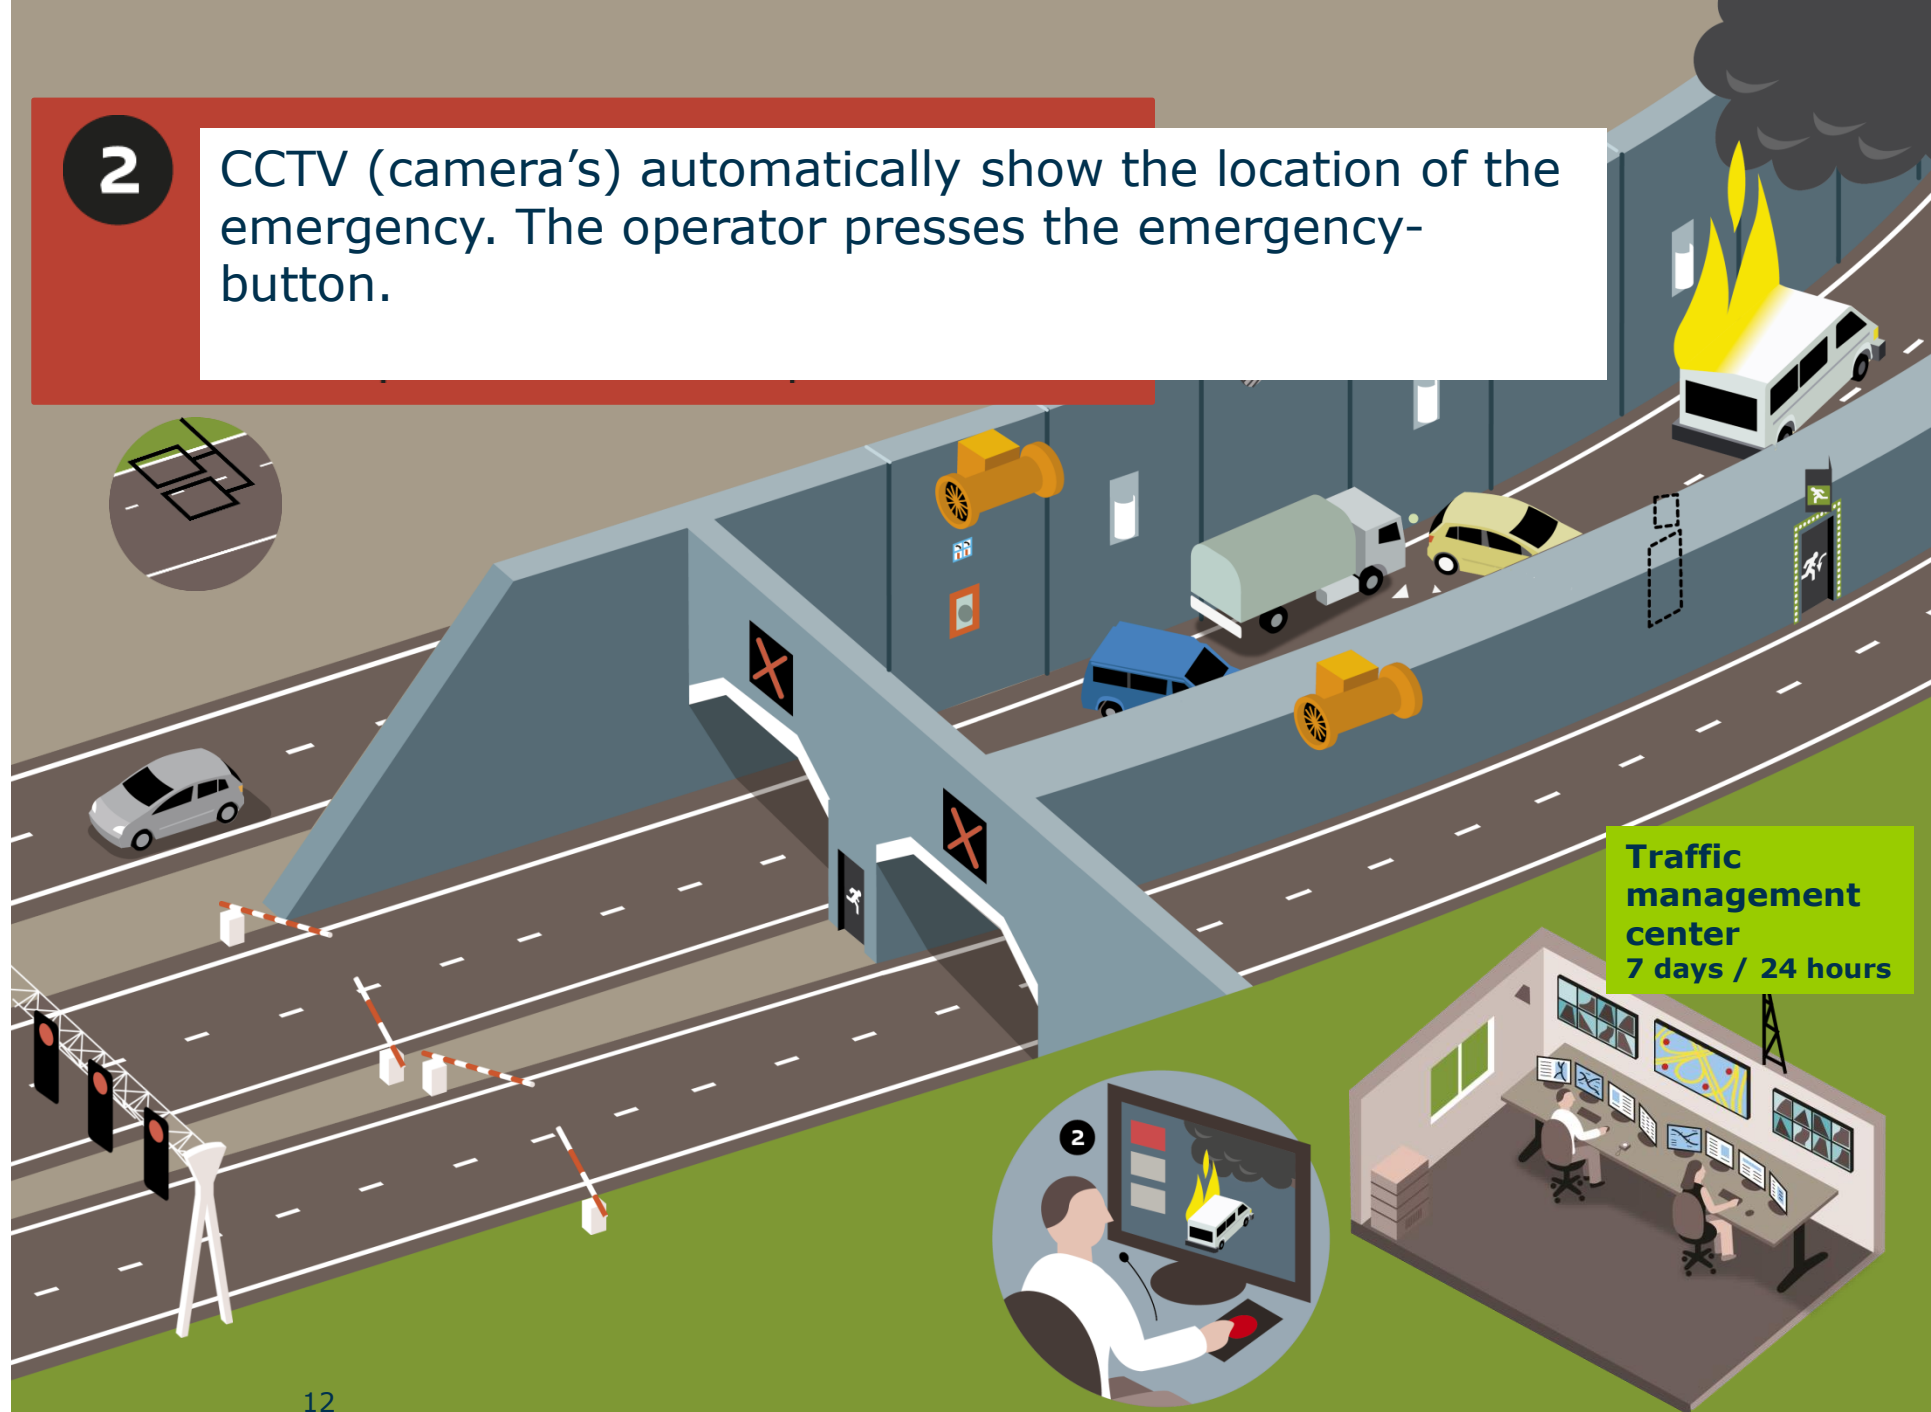 2
CCTV (camera’s) automatically show the location of the
emergency. The operator presses the emergency-
button.
Traffic
management
center
7 days / 24 hours
2
12